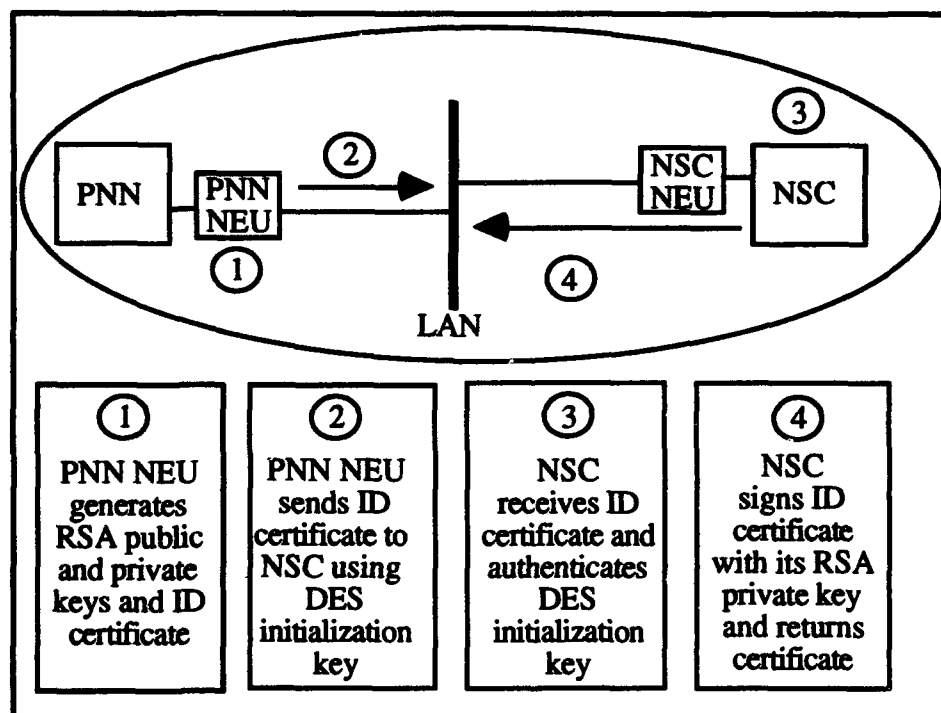 3
2
PNN
PNN
NEU
NSC
NEU
NSC
1
4
LAN
1
PNN NEU
generates
RSA public
and private
keys and ID
certificate
2
PNN NEU
sends ID
certificate to
NSC using
DES
initialization
key
3
NSC
receives ID
certificate and
authenticates
DES
initialization
key
4
NSC
signs ID
certificate
with its RSA
private key
and returns
certificate